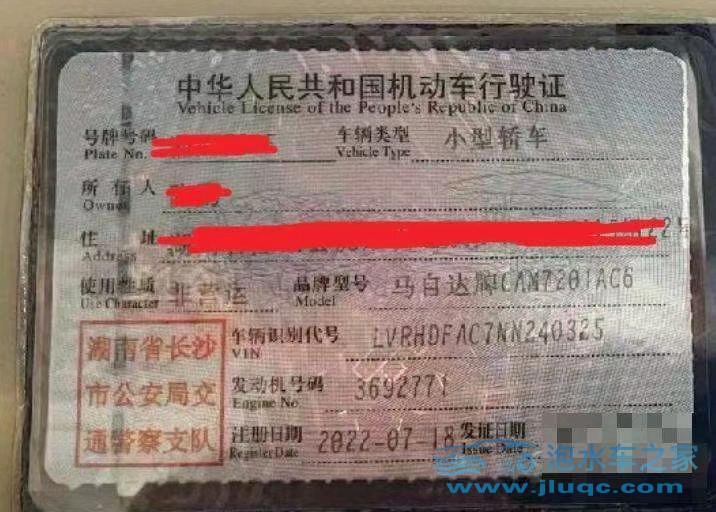 中华人民共和国机动车行驶证
Vehicle License of the People's Republic of China
号牌号码 车辆类型 小型轿车
Plate No. Vehicle Type
所有人
Owner
住 址 22号
Address
使用性质 非营运 品牌型号 马自达牌CAM7201AC6
Use Character Model
湖南省长沙
市公安局交
通警察支队
车辆识别代号 LVRHDFAC7NN240325
VIN
发动机号码 3692771
Engine No.
注册日期 2022-07-18 发证日期
Register Date Issue Date
泡水车之家
www.jluqc.com